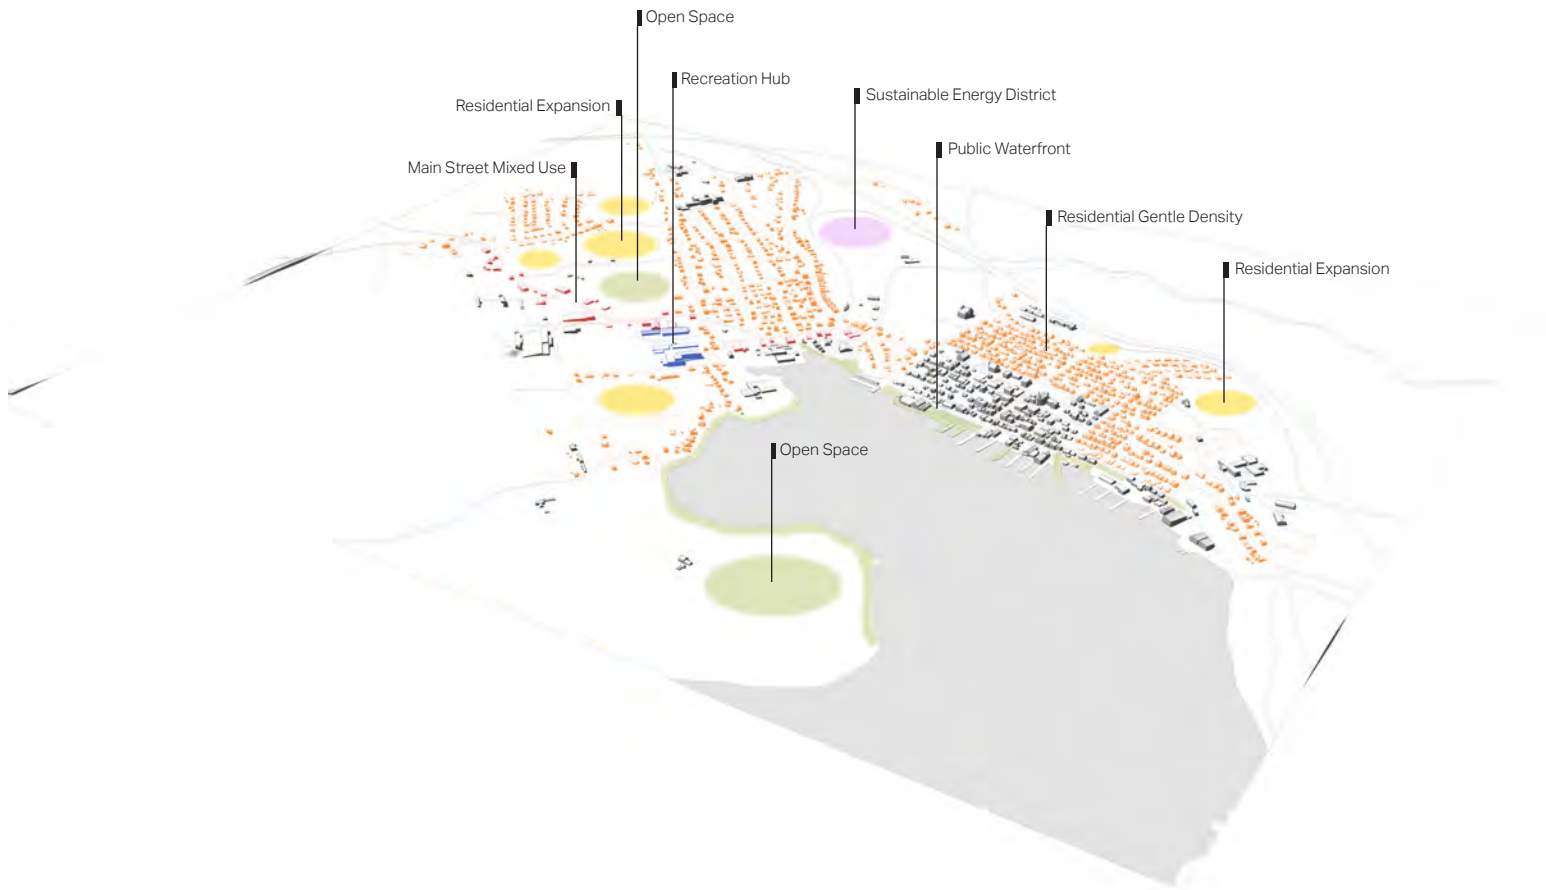 Open Space
Recreation Hub
Sustainable Energy District
Residential Expansion
Public Waterfront
Main Street Mixed Use
Residential Gentle Density
Residential Expansion
Open Space